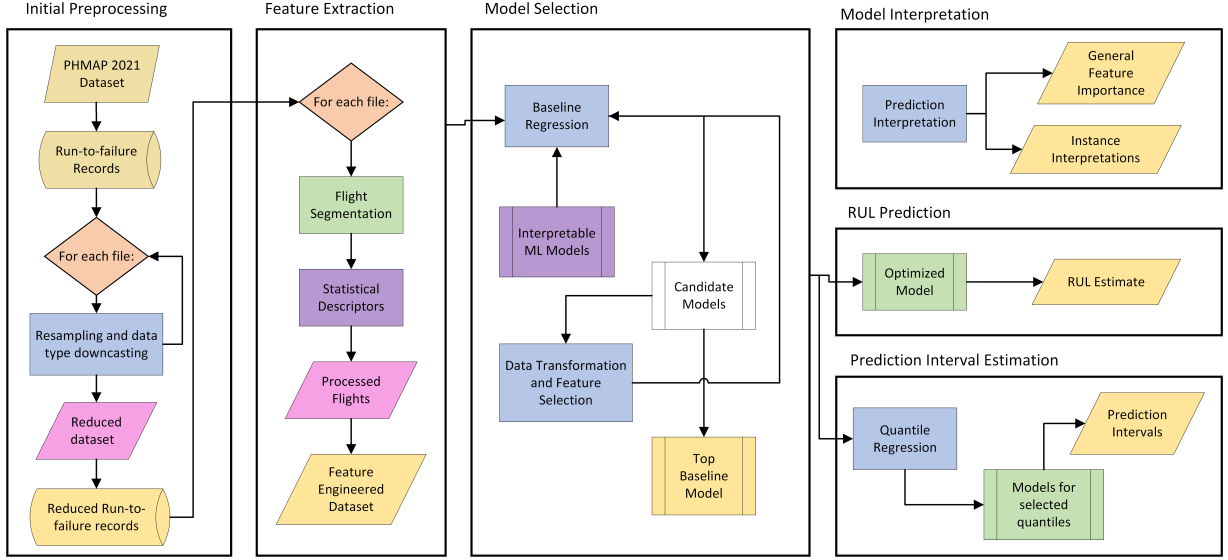 Initial Preprocessing
PHMAP 2021
Dataset
Run-to-failure
Records
For each file:
Resampling and data
type downcasting
Reduced
dataset
Reduced Run-to-
failure records
Feature Extraction
For each file:
Flight
Segmentation
Statistical
Descriptors
Processed
Flights
Feature
Engineered
Dataset
Model Selection
Baseline
Regression
Interpretable
ML Models
Candidate
Models
Data Transformation
and Feature
Selection
Top
Baseline
Model
Model Interpretation
Prediction
Interpretation
General
Feature
Importance
Instance
Interpretations
RUL Prediction
Optimized
Model
RUL Estimate
Prediction Interval Estimation
Quantile
Regression
Prediction
Intervals
Models for
selected
quantiles